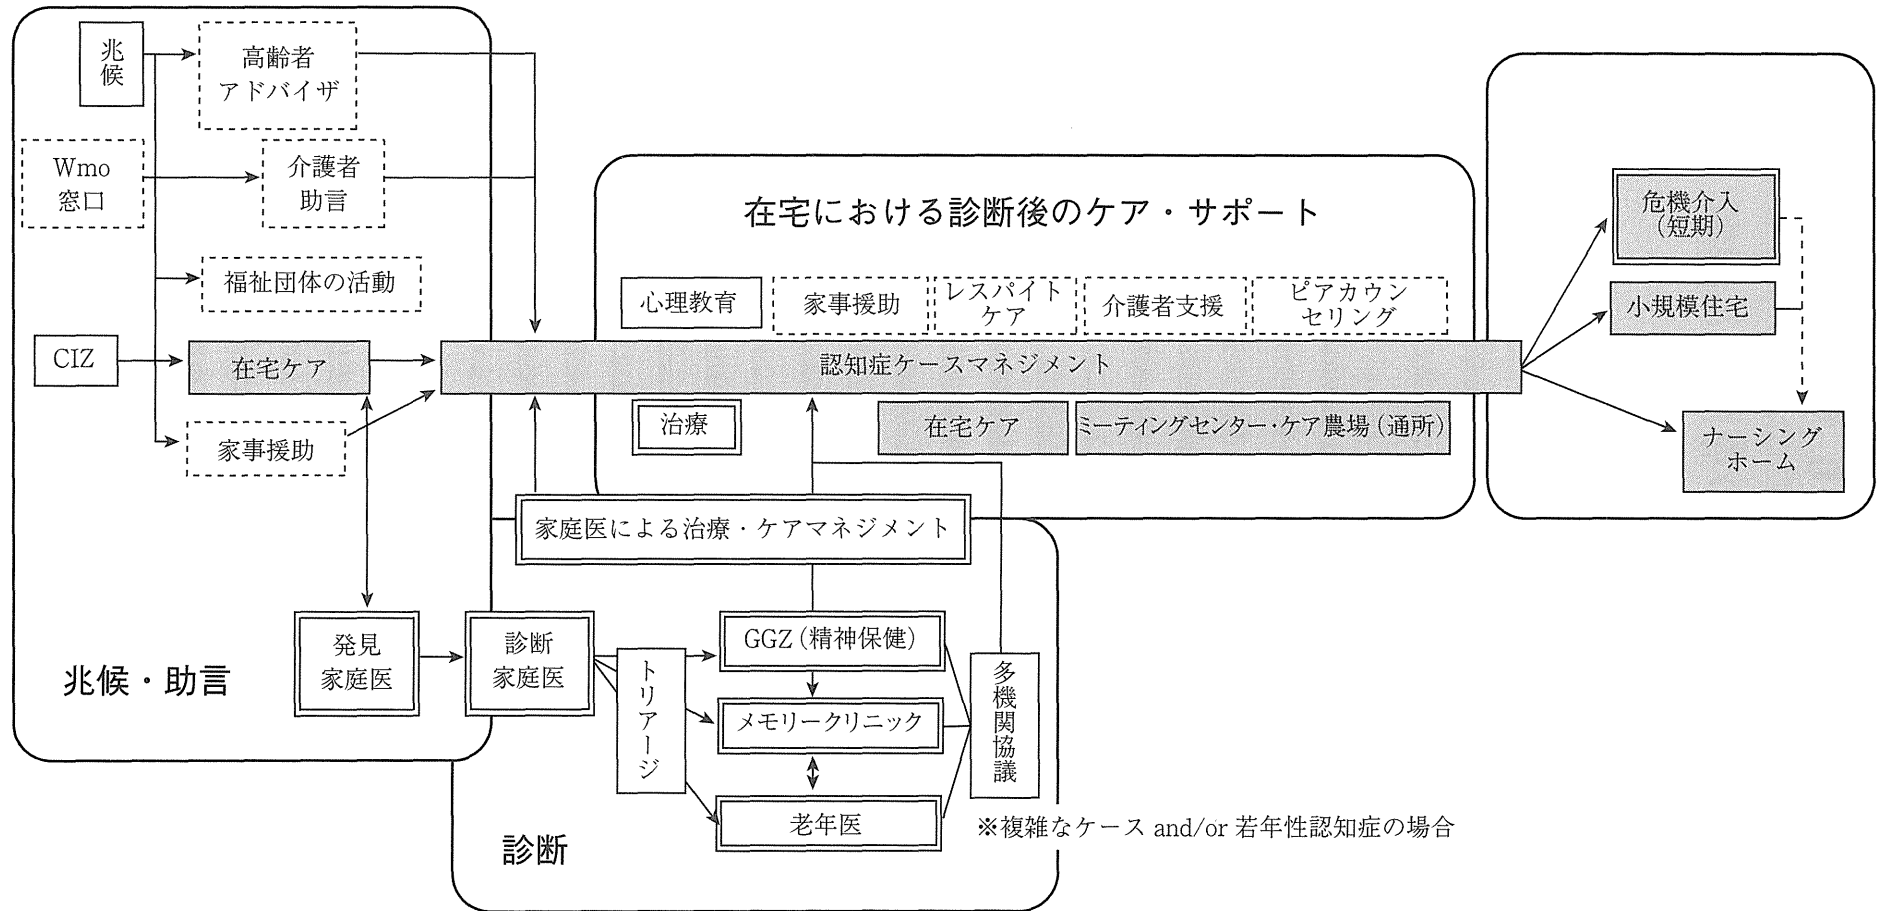 兆候
高齢者
アドバイザ
Wmo
窓口
介護者
助言
福祉団体の活動
CIZ
在宅ケア
家事援助
発見
家庭医
兆候・助言
在宅における診断後のケア・サポート
心理教育
家事援助
レスパイト
ケア
介護者支援
ピアカウン
セリング
認知症ケースマネジメント
治療
在宅ケア
ミーティングセンター・ケア農場（通所）
家庭医による治療・ケアマネジメント
診断
家庭医
トリアージ
GGZ（精神保健）
メモリークリニック
老年医
多機関協議
診断
※複雑なケース and/or 若年性認知症の場合
危機介入
（短期）
小規模住宅
ナーシング
ホーム